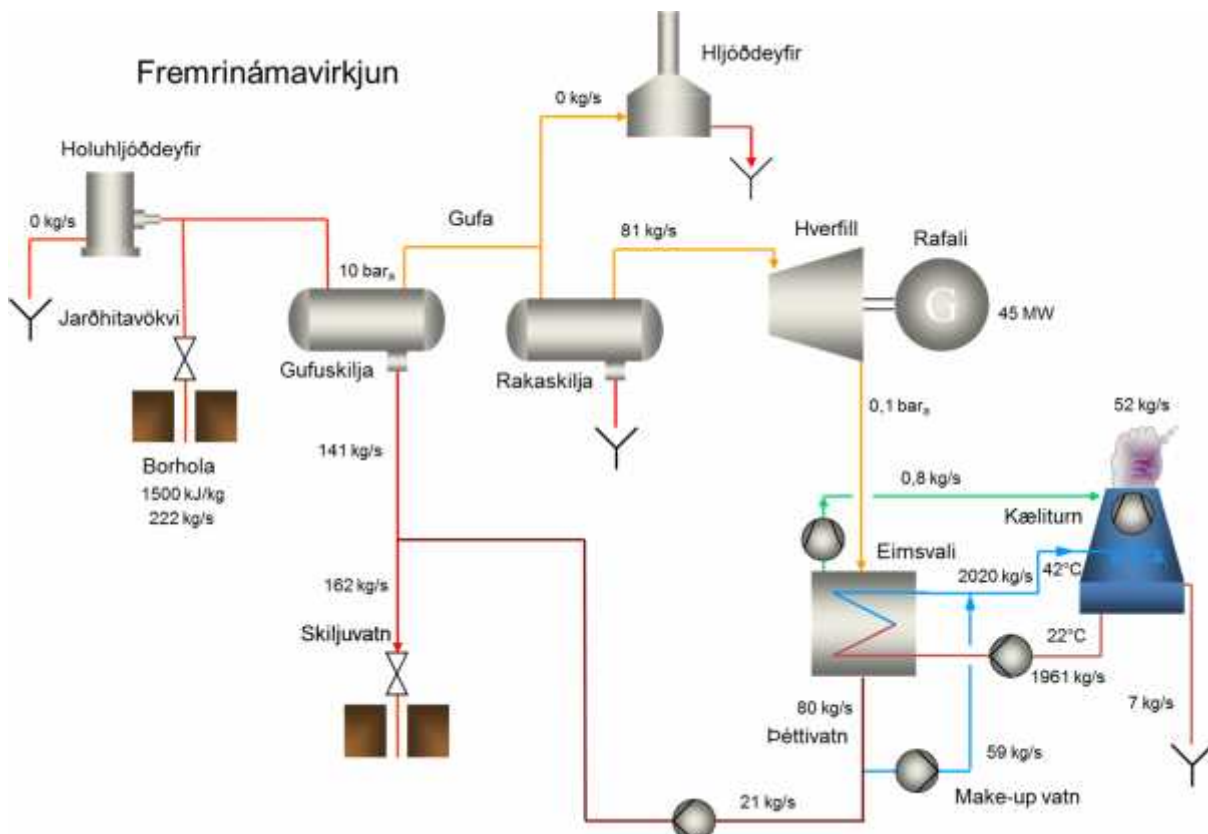 Fremrinámavirkjun
Hljóðdeyfir
0 kg/s
Holuhljóðdeyfir
0 kg/s
Gufa
81 kg/s
Hverfill
Rafali
G
45 MW
10 barₐ
Jarðhitavökvi
Gufuskilja
Rakaskilja
0,1 barₐ
52 kg/s
141 kg/s
Borhola
1500 kJ/kg
222 kg/s
0,8 kg/s
Kæliturn
Eimsvali
2020 kg/s
42°C
162 kg/s
Skiljuvatn
22°C
1961 kg/s
80 kg/s
Þéttivatn
7 kg/s
59 kg/s
21 kg/s
Make-up vatn